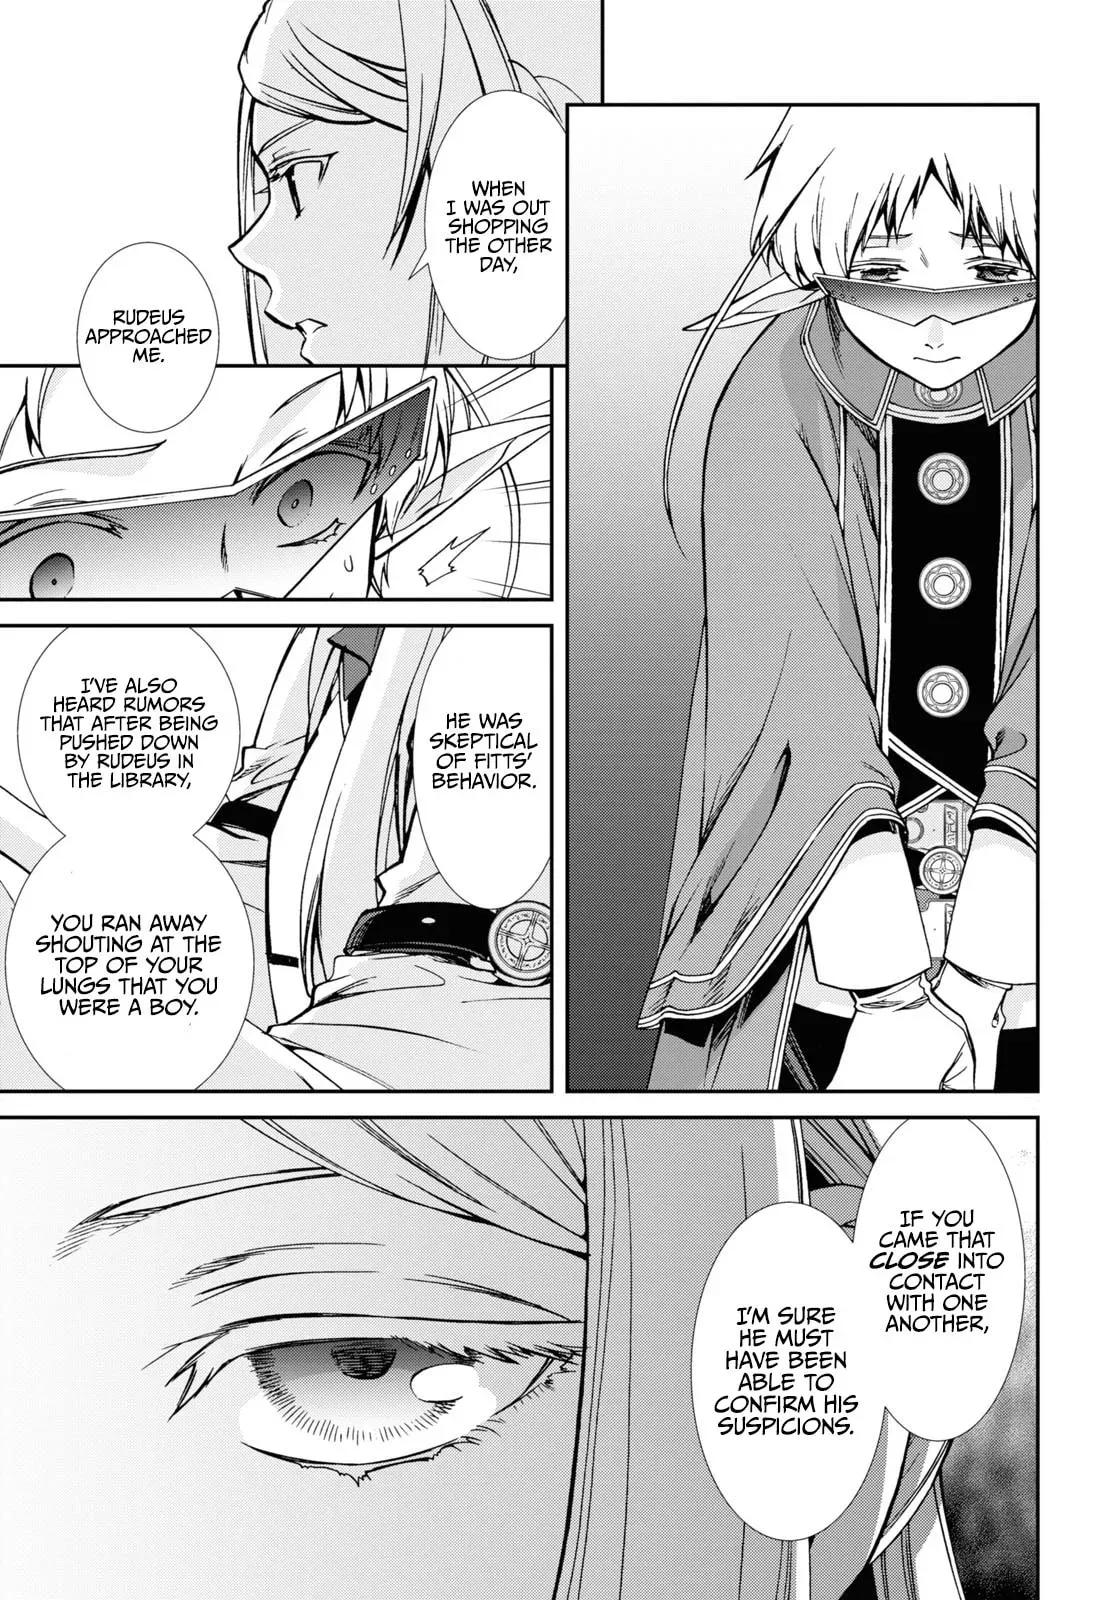 WHEN
I WAS OUT
SHOPPING
THE OTHER
DAY,
RUDEUS
APPROACHED
ME.
HE WAS
SKEPTICAL
OF FITTS'
BEHAVIOR.
I'VE ALSO
HEARD RUMORS
THAT AFTER BEING
PUSHED DOWN
BY RUDEUS IN
THE LIBRARY,
YOU RAN AWAY
SHOUTING AT THE
TOP OF YOUR
LUNGS THAT YOU
WERE A BOY.
IF YOU
CAME THAT
CLOSE INTO
CONTACT
WITH ONE
ANOTHER,
I'M SURE
HE MUST
HAVE BEEN
ABLE TO
CONFIRM HIS
SUSPICIONS.